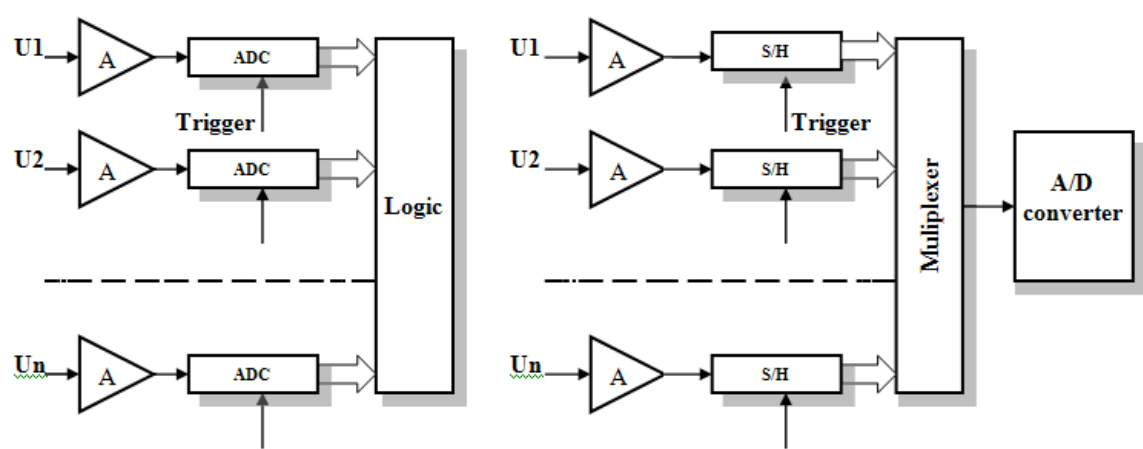 U1
A
ADC
Trigger
U2
A
ADC
Logic
Un
A
ADC
U1
A
S/H
Trigger
U2
A
S/H
Muliplexer
A/D
converter
Un
A
S/H